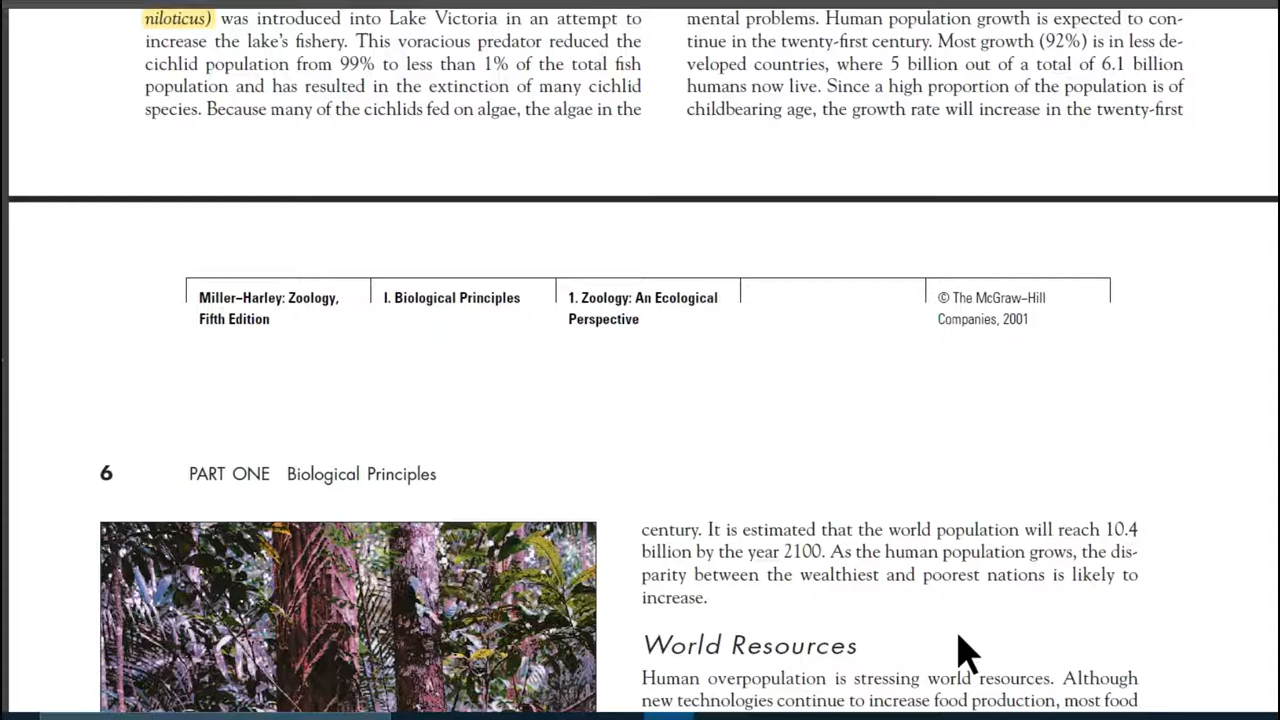 niloticus) was introduced into Lake Victoria in an attempt to
increase the lake's fishery. This voracious predator reduced the
cichlid population from 99% to less than 1% of the total fish
population and has resulted in the extinction of many cichlid
species. Because many of the cichlids fed on algae, the algae in the
mental problems. Human population growth is expected to con-
tinue in the twenty-first century. Most growth (92%) is in less de-
veloped countries, where 5 billion out of a total of 6.1 billion
humans now live. Since a high proportion of the population is of
childbearing age, the growth rate will increase in the twenty-first
Miller–Harley: Zoology,
Fifth Edition
I. Biological Principles
1. Zoology: An Ecological
Perspective
© The McGraw–Hill
Companies, 2001
6 PART ONE Biological Principles
century. It is estimated that the world population will reach 10.4
billion by the year 2100. As the human population grows, the dis-
parity between the wealthiest and poorest nations is likely to
increase.
World Resources
Human overpopulation is stressing world resources. Although
new technologies continue to increase food production, most food